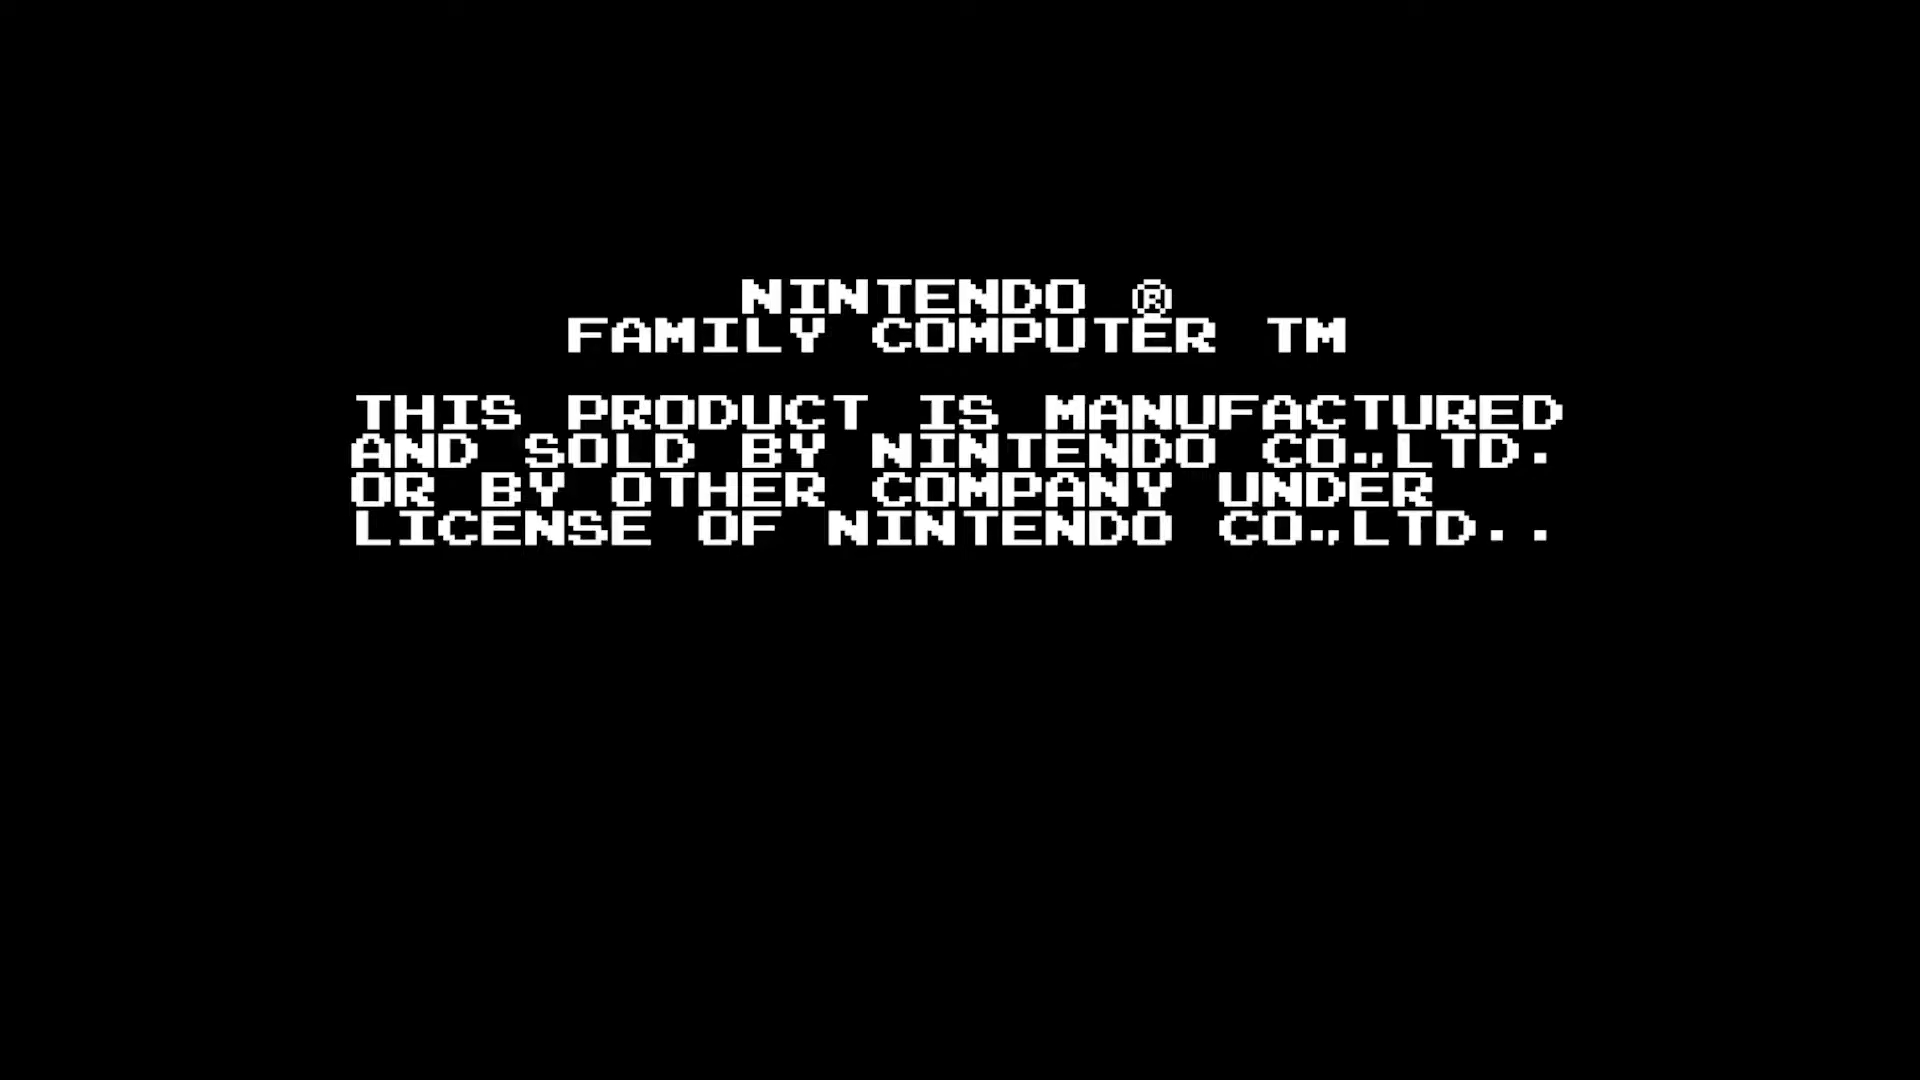 NINTENDO ®
FAMILY COMPUTER TM
THIS PRODUCT IS MANUFACTURED
AND SOLD BY NINTENDO CO.,LTD.
OR BY OTHER COMPANY UNDER
LICENSE OF NINTENDO CO.,LTD..